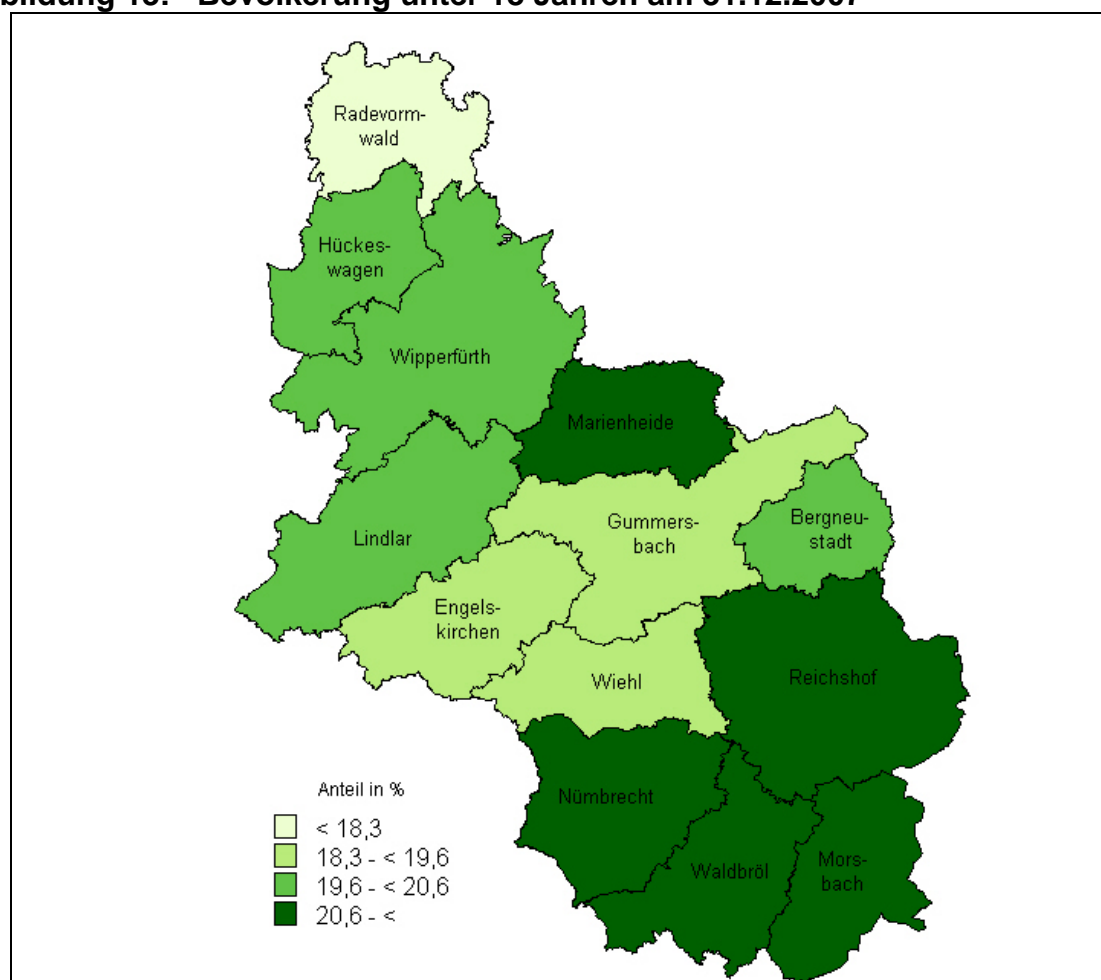 Radevorm-
wald
Hückes-
wagen
Wipperfürth
Marienheide
Gummers-
bach
Bergneu-
stadt
Lindlar
Engels-
kirchen
Wiehl
Reichshof
Nümbrecht
Waldbröl
Mors-
bach
Anteil in %
< 18,3
18,3 - < 19,6
19,6 - < 20,6
20,6 - <